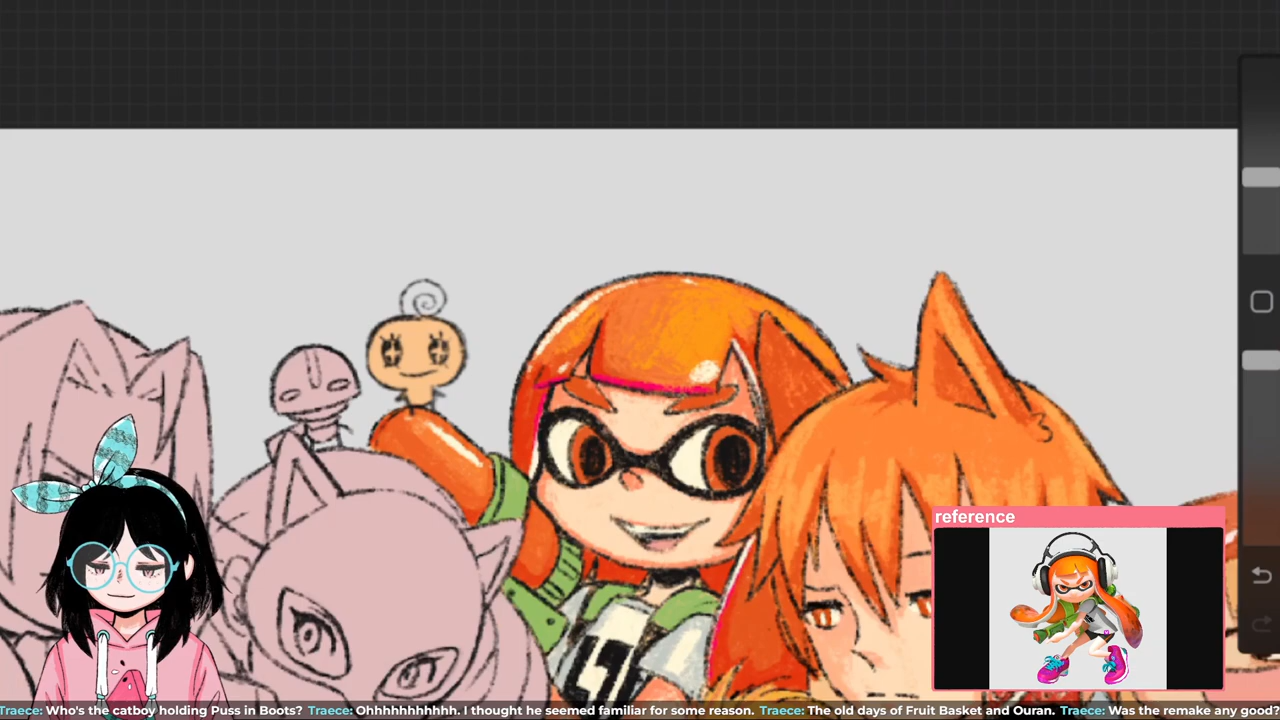 reference
Traece: Who's the catboy holding Puss in Boots? Traece: Ohhhhhhhhhhh. I thought he seemed familiar for some reason. Traece: The old days of Fruit Basket and Ouran. Traece: Was the remake any good?